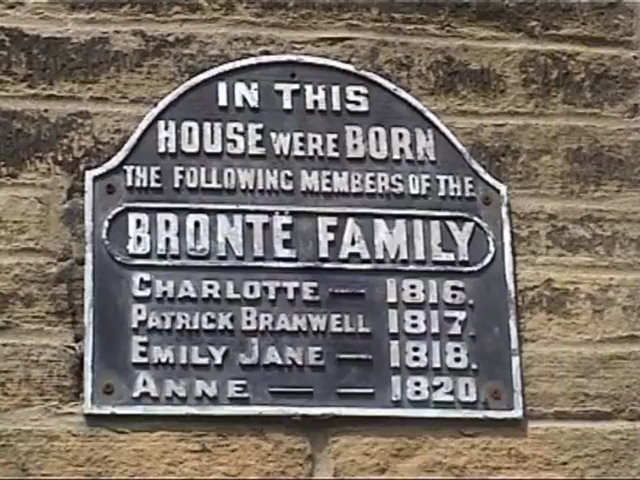 IN THIS
HOUSE WERE BORN
THE FOLLOWING MEMBERS OF THE
BRONTË FAMILY
CHARLOTTE — 1816.
PATRICK BRANWELL 1817.
EMILY JANE — 1818.
ANNE — — 1820.